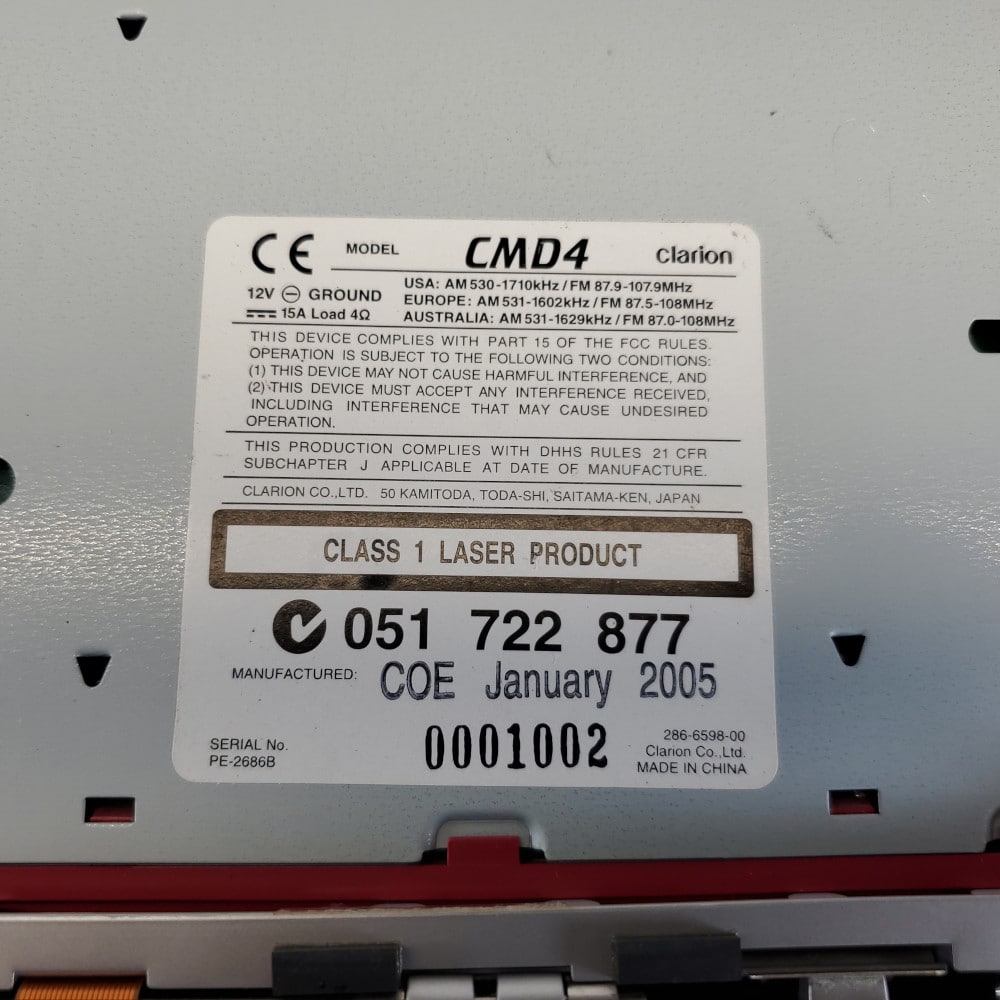 CE MODEL CMD4 clarion
12V ⊖ GROUND
⎓ 15A Load 4Ω
USA: AM 530-1710kHz / FM 87.9-107.9MHz
EUROPE: AM 531-1602kHz / FM 87.5-108MHz
AUSTRALIA: AM 531-1629kHz / FM 87.0-108MHz
THIS DEVICE COMPLIES WITH PART 15 OF THE FCC RULES.
OPERATION IS SUBJECT TO THE FOLLOWING TWO CONDITIONS:
(1) THIS DEVICE MAY NOT CAUSE HARMFUL INTERFERENCE, AND
(2) THIS DEVICE MUST ACCEPT ANY INTERFERENCE RECEIVED,
INCLUDING INTERFERENCE THAT MAY CAUSE UNDESIRED
OPERATION.
THIS PRODUCTION COMPLIES WITH DHHS RULES 21 CFR
SUBCHAPTER J APPLICABLE AT DATE OF MANUFACTURE.
CLARION CO.,LTD. 50 KAMITODA, TODA-SHI, SAITAMA-KEN, JAPAN
CLASS 1 LASER PRODUCT
051 722 877
MANUFACTURED: COE January 2005
SERIAL No.
PE-2686B
0001002
286-6598-00
Clarion Co.,Ltd.
MADE IN CHINA